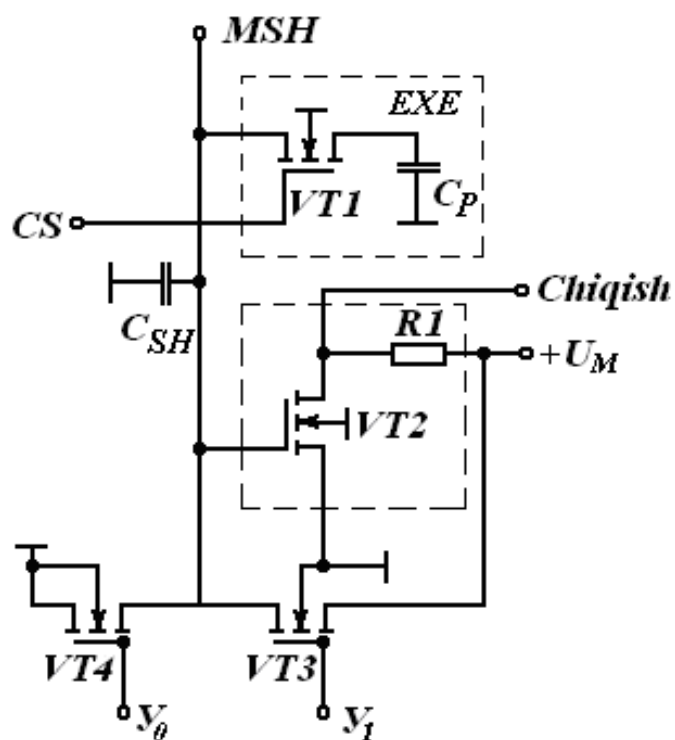 MSH
EXE
VT1
C_P
CS
C_SH
Chiqish
R1
+U_M
VT2
VT4
VT3
y_0
y_1